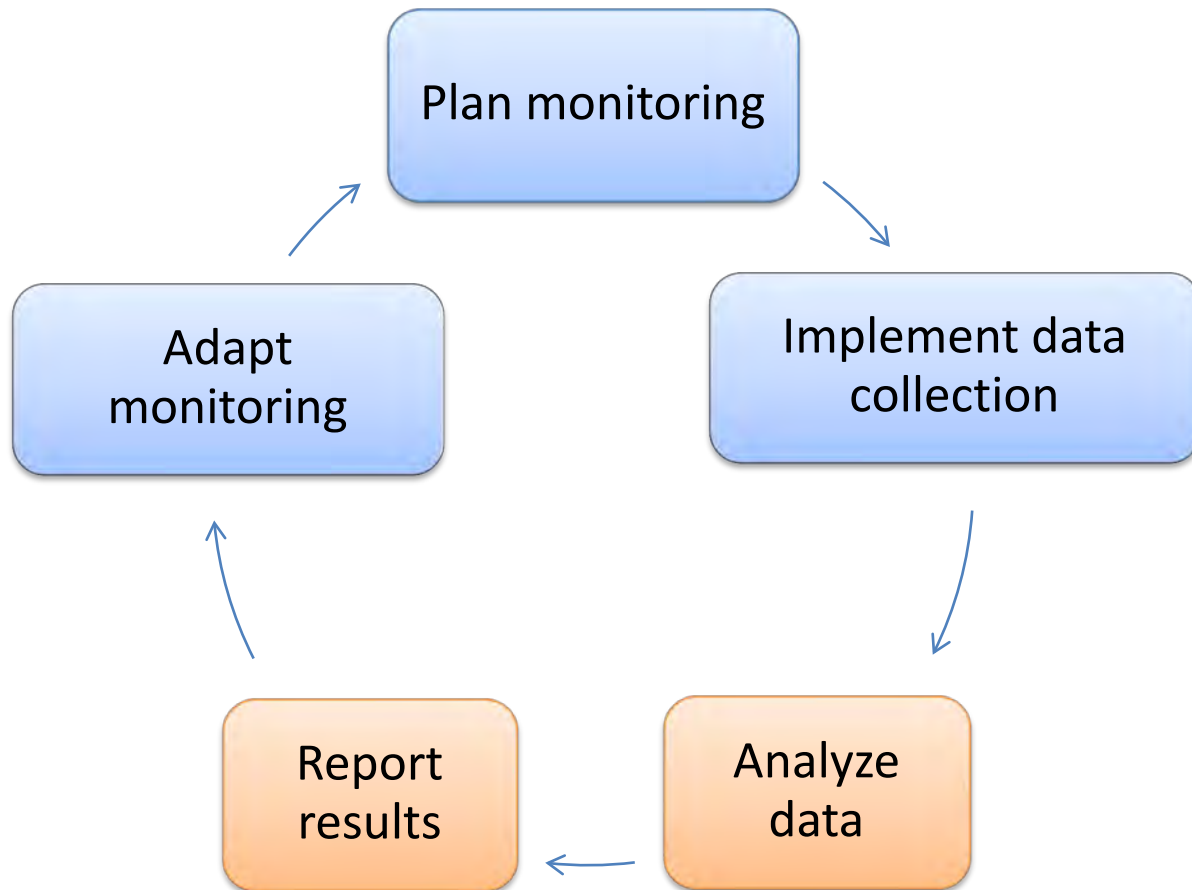 Plan monitoring
Implement data
collection
Analyze
data
Report
results
Adapt
monitoring